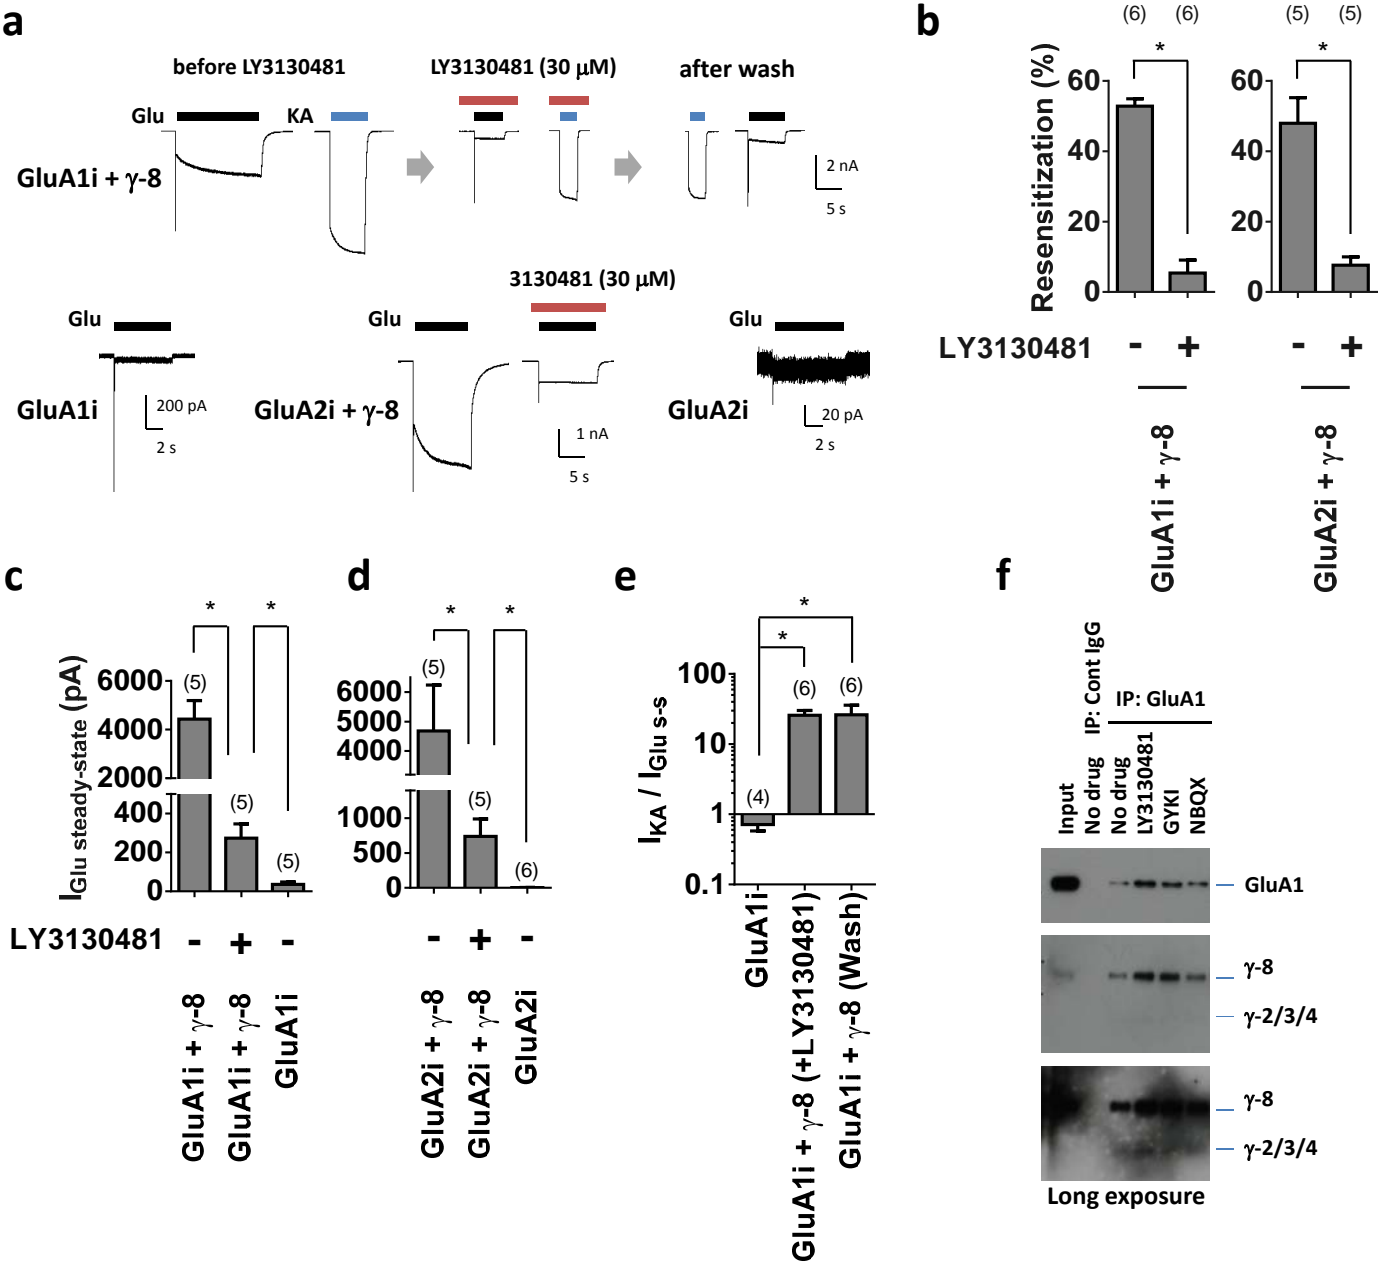 a
before LY3130481
LY3130481 (30 μM)
after wash
Glu
KA
GluA1i + γ-8
2 nA
5 s
3130481 (30 μM)
Glu
Glu
Glu
GluA1i
200 pA
2 s
GluA2i + γ-8
1 nA
5 s
GluA2i
20 pA
2 s
b
(6) (6) (5) (5)
* *
Resensitization (%)
60
40
20
0
60
40
20
0
LY3130481 - + - +
GluA1i + γ-8
GluA2i + γ-8
c
* *
I Glu steady-state (pA)
6000
4000
2000
400
200
0
(5)
(5)
(5)
LY3130481 - + -
GluA1i + γ-8
GluA1i + γ-8
GluA1i
d
* *
6000
5000
4000
1000
500
0
(5)
(5)
(6)
- + -
GluA2i + γ-8
GluA2i + γ-8
GluA2i
e
*
*
IKA / IGlu s-s
100
10
1
0.1
(4)
(6)
(6)
GluA1i
GluA1i + γ-8 (+LY3130481)
GluA1i + γ-8 (Wash)
f
IP: Cont IgG
IP: GluA1
Input
No drug
No drug
LY3130481
GYKI
NBQX
GluA1
γ-8
γ-2/3/4
γ-8
γ-2/3/4
Long exposure